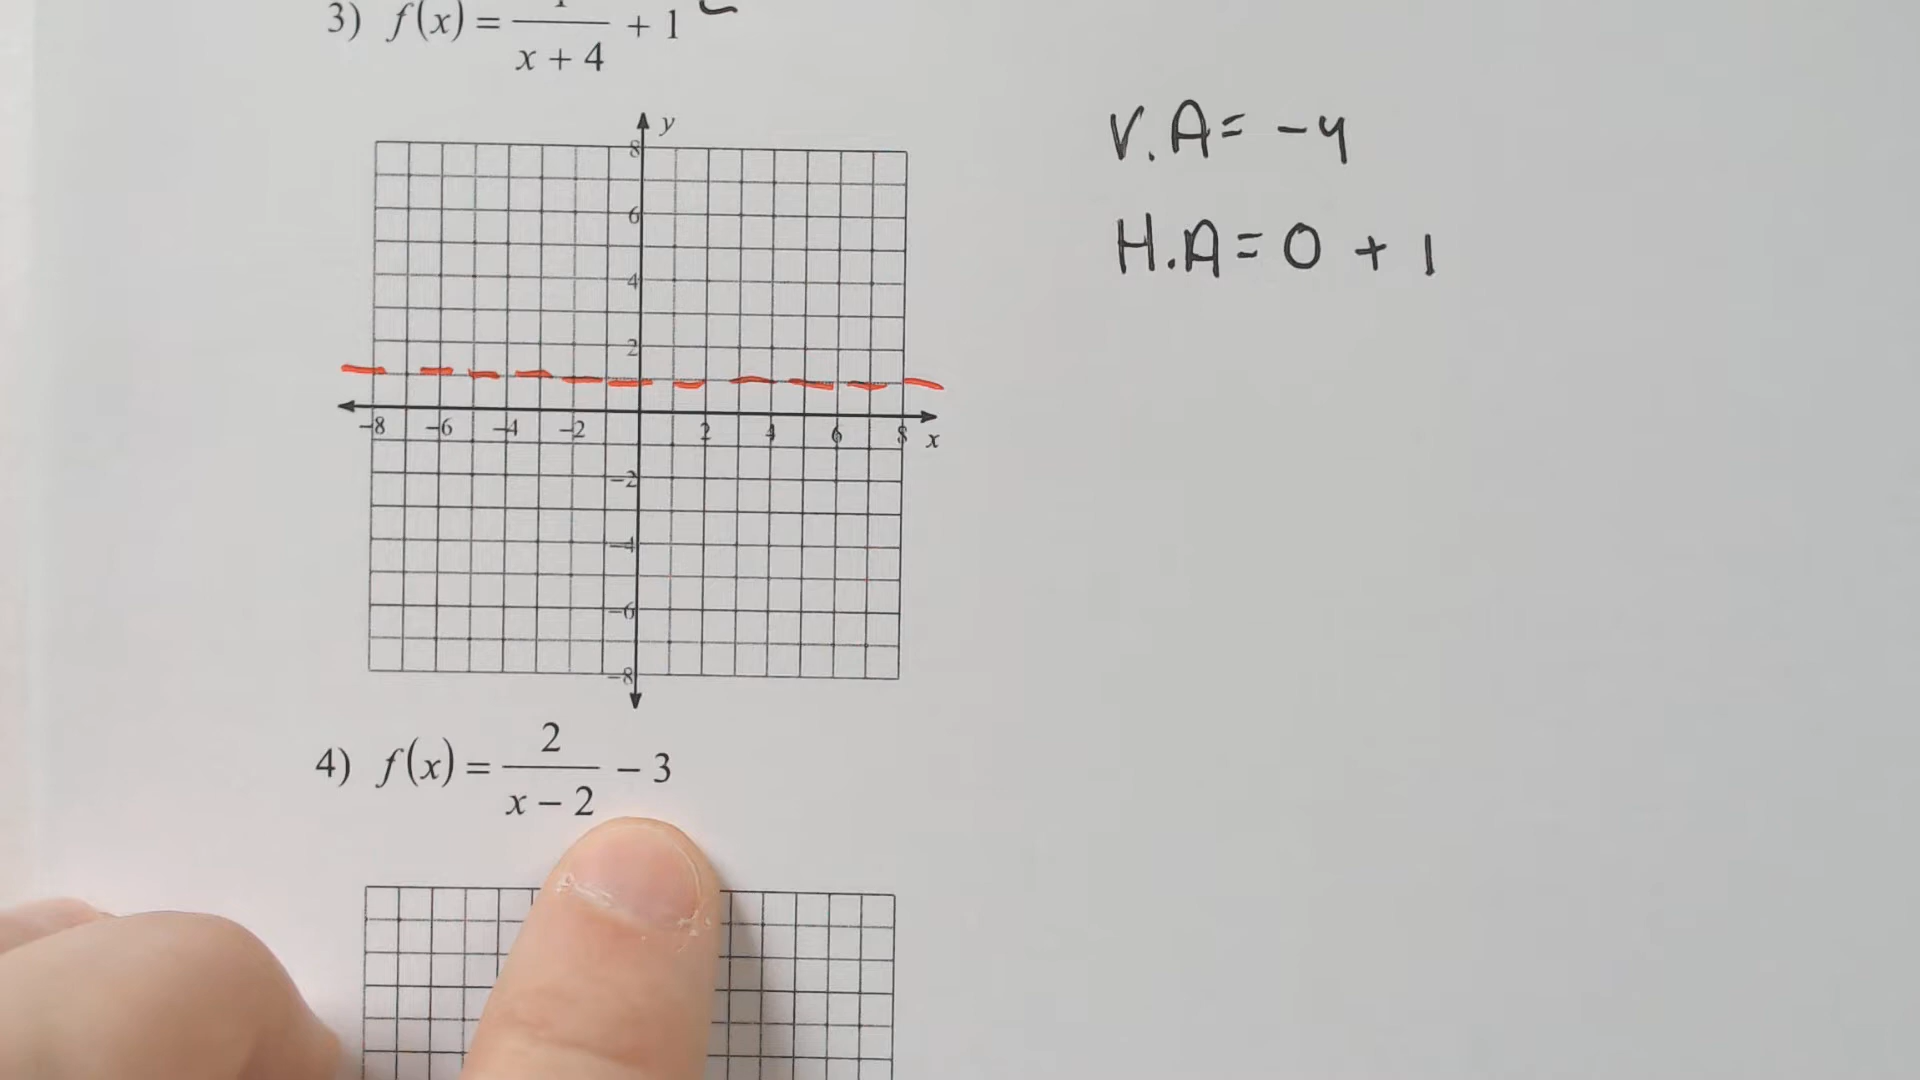 3) f(x) = / x + 4 + 1
V.A = -4
H.A = 0 + 1
y
8
6
4
2
-8 -6 -4 -2 2 4 6 8 x
-2
-4
-6
-8
4) f(x) = 2 / x - 2 - 3